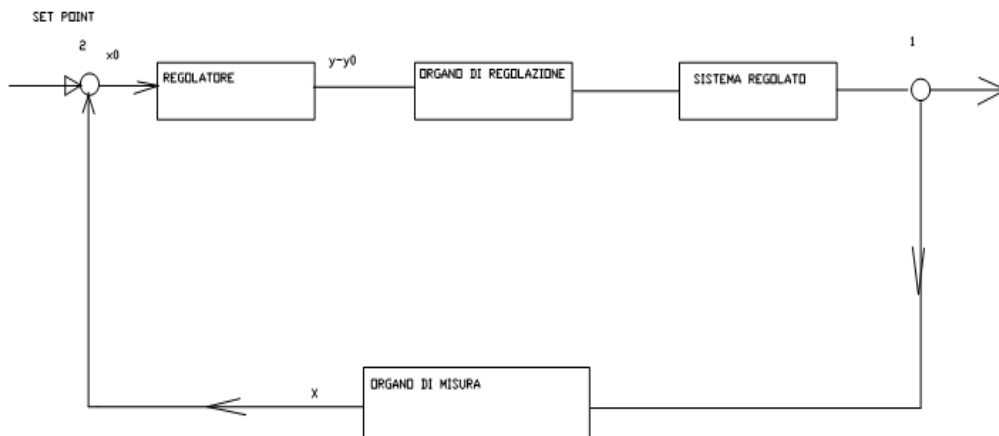 SET POINT
2
x0
1
REGOLATORE
y-y0
ORGANO DI REGOLAZIONE
SISTEMA REGOLATO
X
ORGANO DI MISURA